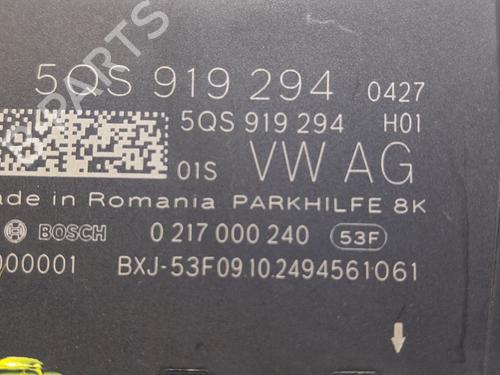 5QS 919 294 0427
5QS 919 294 H01
01S VW AG
ade in Romania PARKHILFE 8K
BOSCH 0 217 000 240 53F
000001 BXJ-53F09.10.2494561061